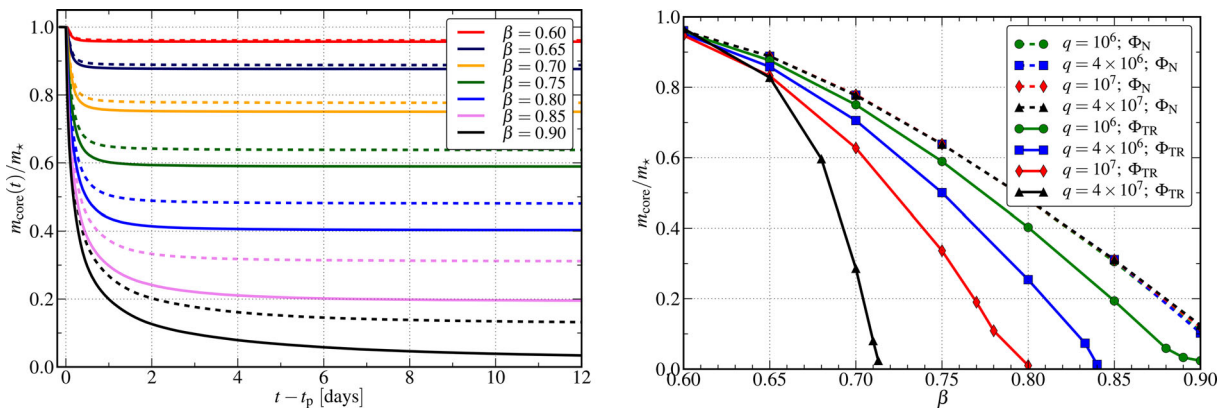 1.0
0.8
0.6
0.4
0.2
0.0
m_core(t)/m⋆
0 2 4 6 8 10 12
t − t_p [days]
β = 0.60
β = 0.65
β = 0.70
β = 0.75
β = 0.80
β = 0.85
β = 0.90
1.0
0.8
0.6
0.4
0.2
0.0
m_core/m⋆
0.60 0.65 0.70 0.75 0.80 0.85 0.90
β
q = 10⁶; Φ_N
q = 4 × 10⁶; Φ_N
q = 10⁷; Φ_N
q = 4 × 10⁷; Φ_N
q = 10⁶; Φ_TR
q = 4 × 10⁶; Φ_TR
q = 10⁷; Φ_TR
q = 4 × 10⁷; Φ_TR